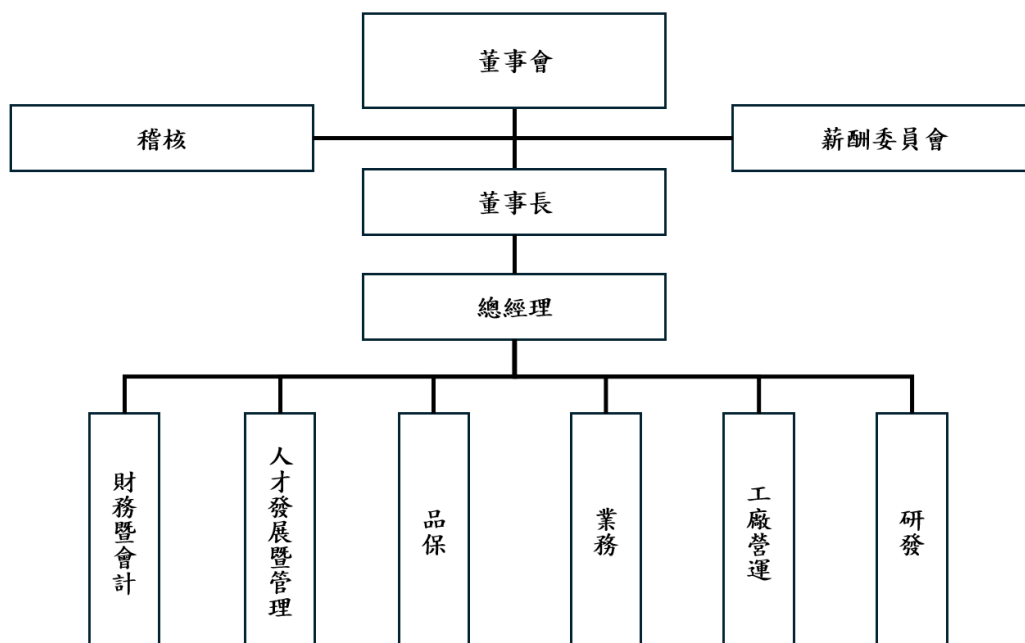 董事會
稽核
薪酬委員會
董事長
總經理
財務暨會計
人才發展暨管理
品保
業務
工廠營運
研發